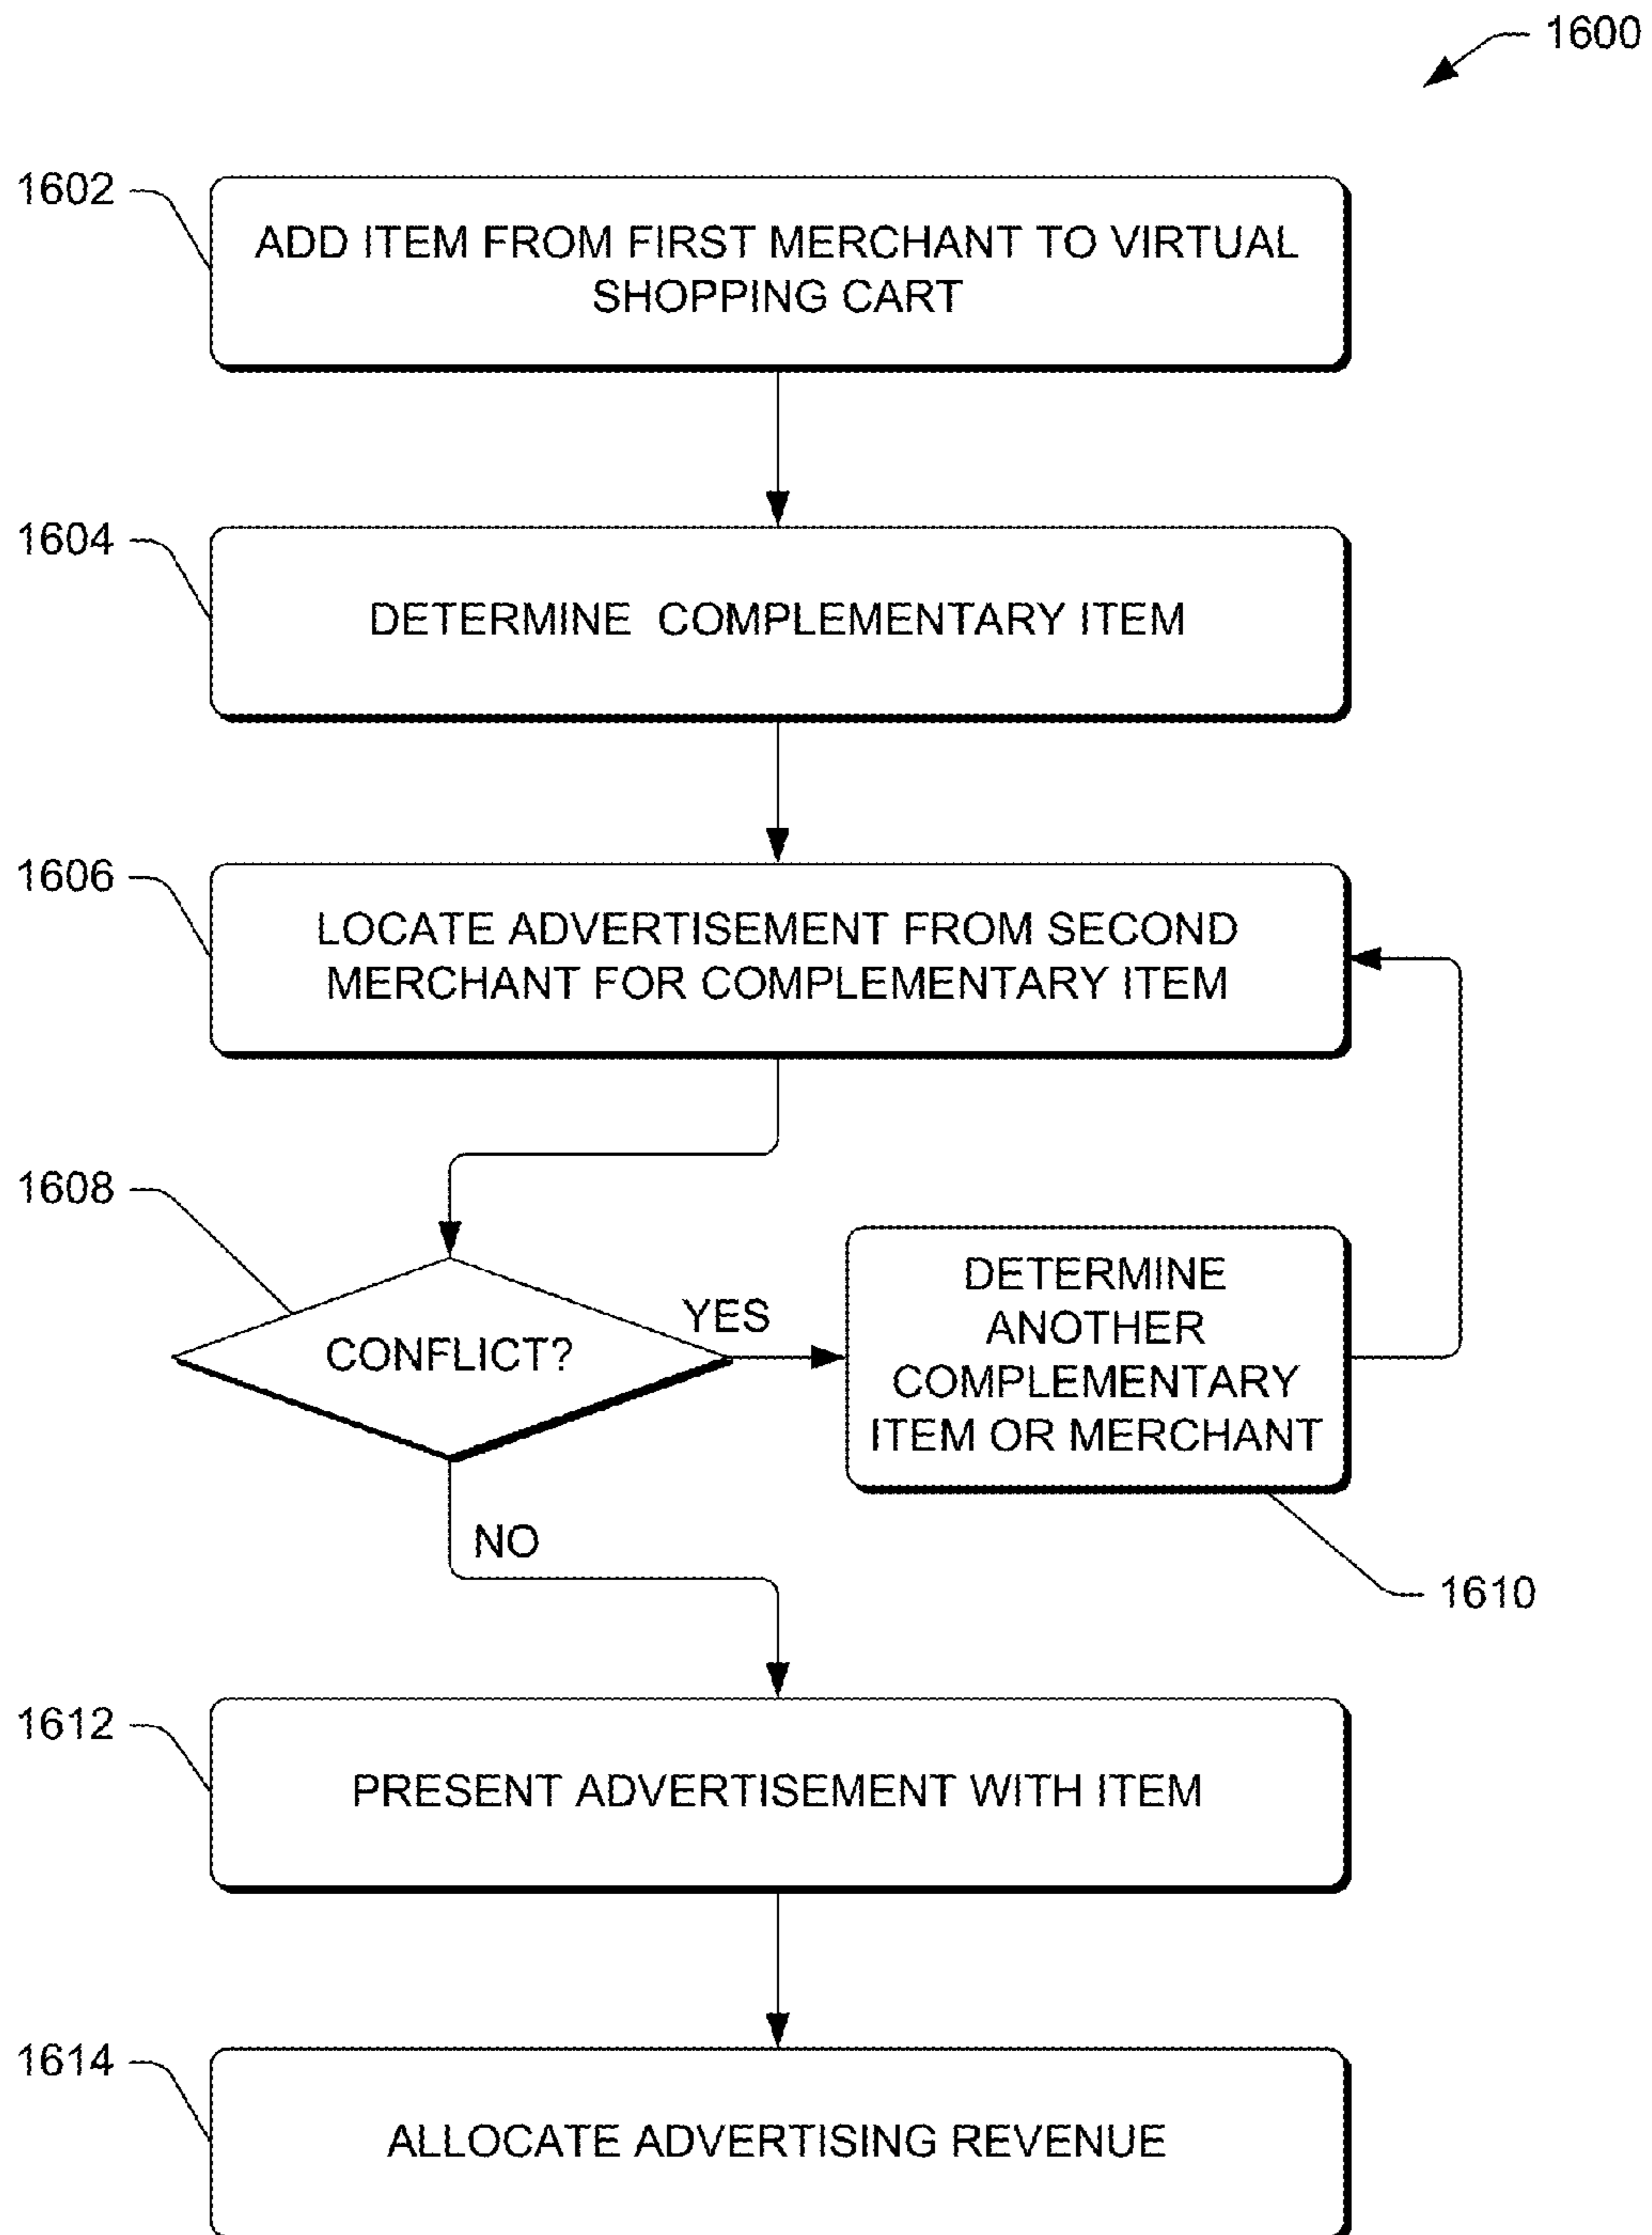 1600
1602
ADD ITEM FROM FIRST MERCHANT TO VIRTUAL
SHOPPING CART
1604
DETERMINE COMPLEMENTARY ITEM
1606
LOCATE ADVERTISEMENT FROM SECOND
MERCHANT FOR COMPLEMENTARY ITEM
1608
CONFLICT?
YES
DETERMINE
ANOTHER
COMPLEMENTARY
ITEM OR MERCHANT
NO
1610
1612
PRESENT ADVERTISEMENT WITH ITEM
1614
ALLOCATE ADVERTISING REVENUE